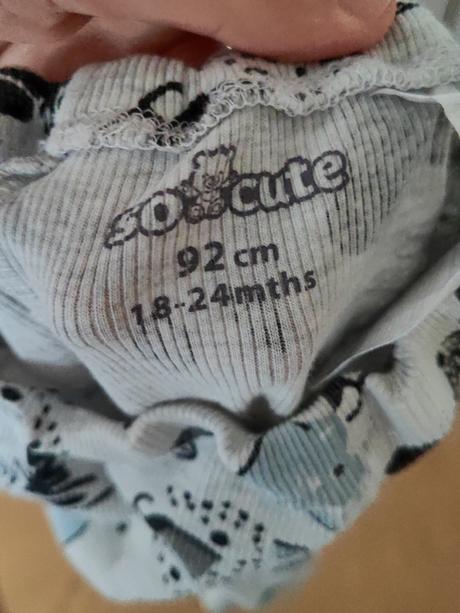 so cute
92 cm
18-24mths